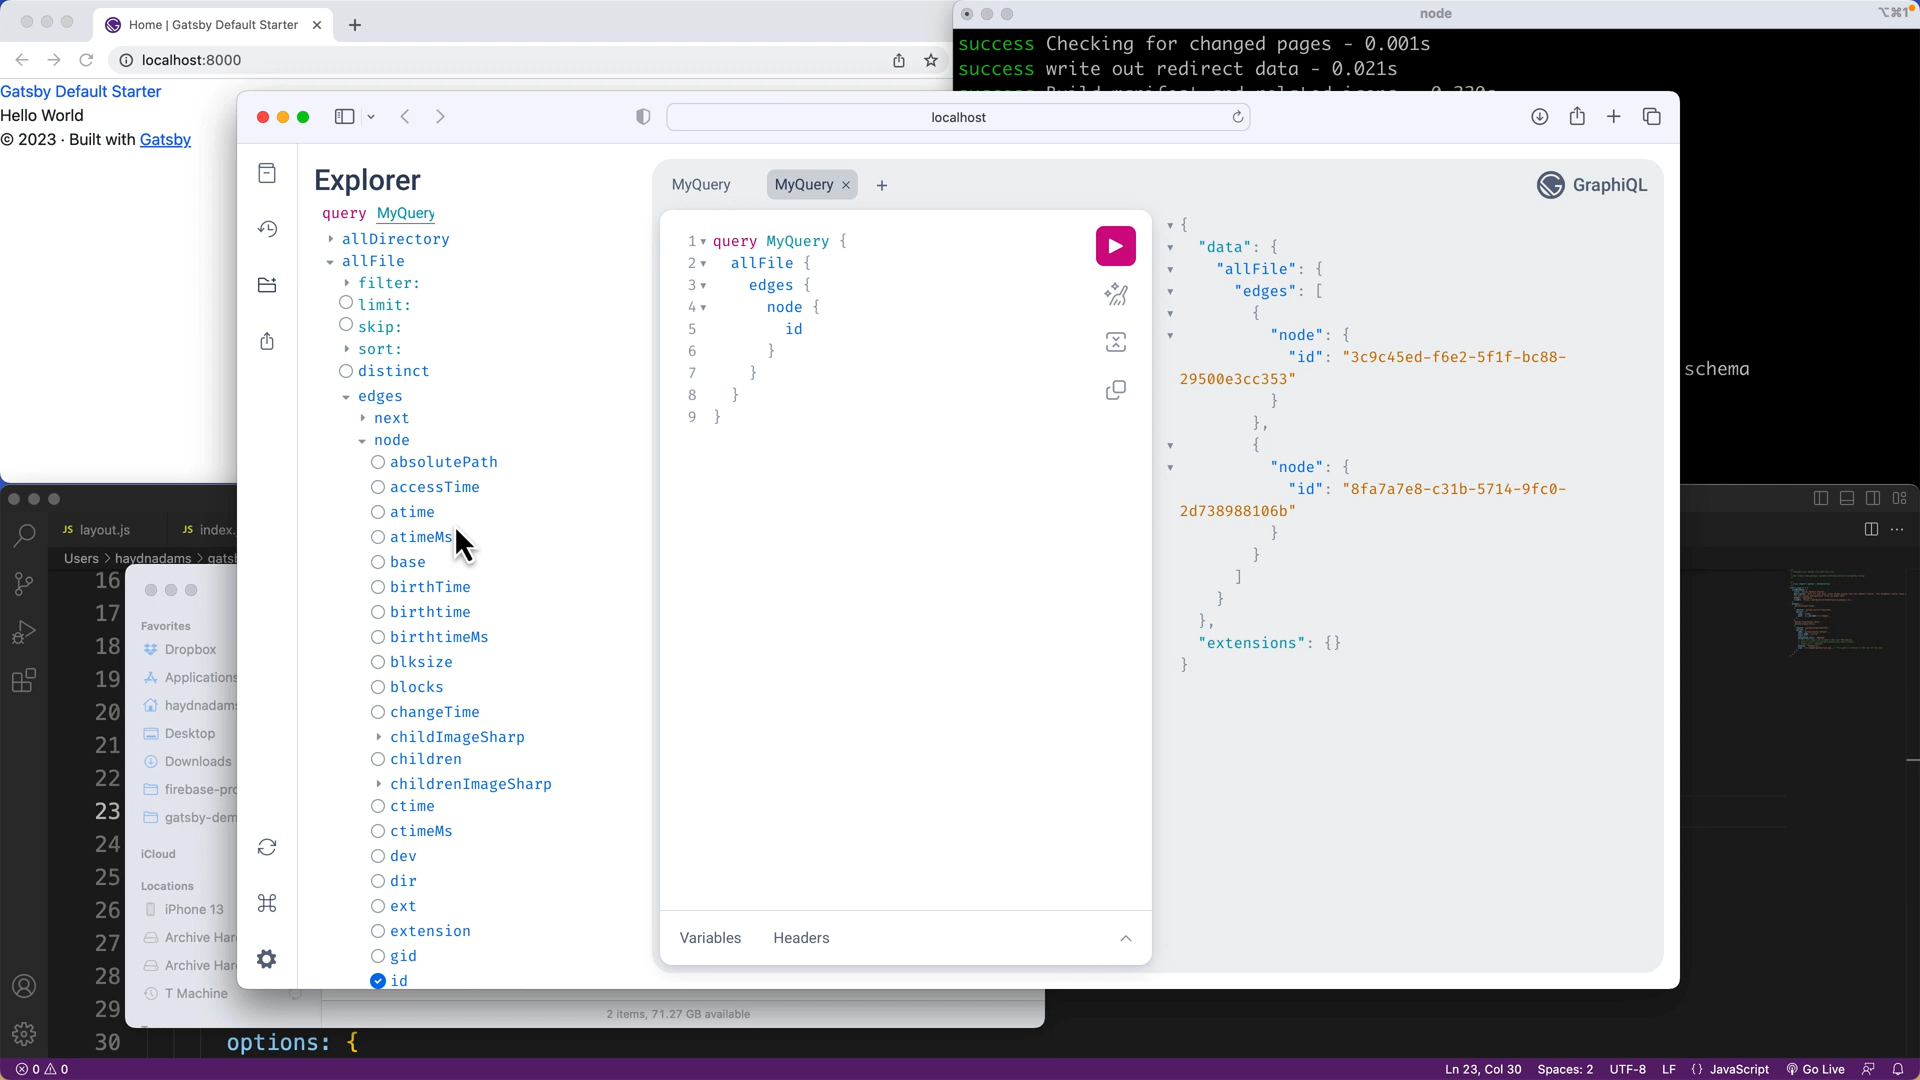 Home | Gatsby Default Starter
localhost:8000
Gatsby Default Starter
Hello World
© 2023 · Built with Gatsby
node
⌥⌘1
success Checking for changed pages - 0.001s
success write out redirect data - 0.021s
schema
localhost
Explorer
query MyQuery
allDirectory
allFile
filter:
limit:
skip:
sort:
distinct
edges
next
node
absolutePath
accessTime
atime
atimeMs
base
birthTime
birthtime
birthtimeMs
blksize
blocks
changeTime
childImageSharp
children
childrenImageSharp
ctime
ctimeMs
dev
dir
ext
extension
gid
id
MyQuery
MyQuery
GraphiQL
1 query MyQuery {
2 allFile {
3 edges {
4 node {
5 id
6 }
7 }
8 }
9 }
Variables
Headers
{
"data": {
"allFile": {
"edges": [
{
"node": {
"id": "3c9c45ed-f6e2-5f1f-bc88-
29500e3cc353"
}
},
{
"node": {
"id": "8fa7a7e8-c31b-5714-9fc0-
2d738988106b"
}
}
]
}
},
"extensions": {}
}
JS layout.js
JS index.
Users > haydnadams > gats
16
17
18
19
20
21
22
23
24
25
26
27
28
29
30 options: {
Favorites
Dropbox
Applications
haydnadams
Desktop
Downloads
firebase-pro
gatsby-dem
iCloud
Locations
iPhone 13
Archive Har
Archive Har
T Machine
2 items, 71.27 GB available
0 0
Ln 23, Col 30
Spaces: 2
UTF-8
LF
{} JavaScript
Go Live